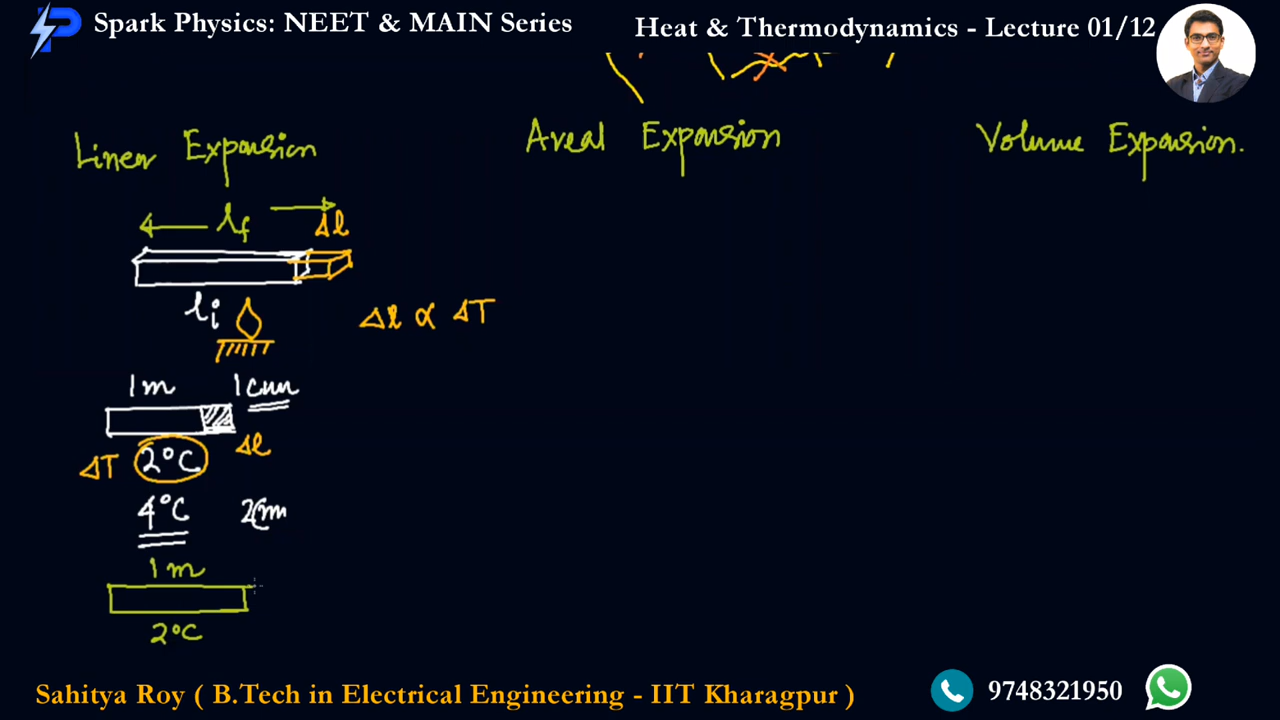 Spark Physics: NEET & MAIN Series
Heat & Thermodynamics - Lecture 01/12
Linear Expansion
Areal Expansion
Volume Expansion.
lf
Δl
li
Δl ∝ ΔT
1m 1cm
Δl
ΔT 2°C
4°C 2cm
1m
2°C
Sahitya Roy ( B.Tech in Electrical Engineering - IIT Kharagpur )
9748321950